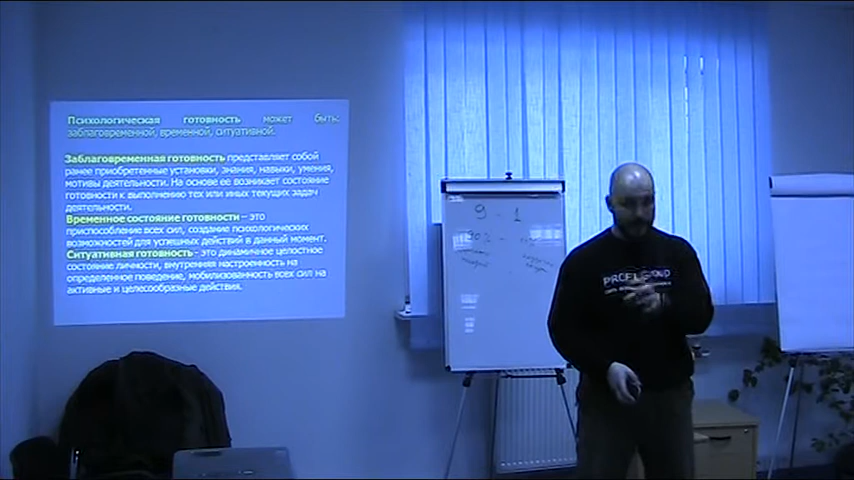 Психологическая готовность может быть:
заблаговременной, временной, ситуативной.
Заблаговременная готовность представляет собой
ранее приобретенные установки, знания, навыки, умения,
мотивы деятельности. На основе ее возникает состояние
готовности к выполнению тех или иных текущих задач
деятельности.
Временное состояние готовности – это
приспособление всех сил, создание психологических
возможностей для успешных действий в данный момент.
Ситуативная готовность - это динамичное целостное
состояние личности, внутренняя настроенность на
определенное поведение, мобилизованность всех сил на
активные и целесообразные действия.
9 - 1